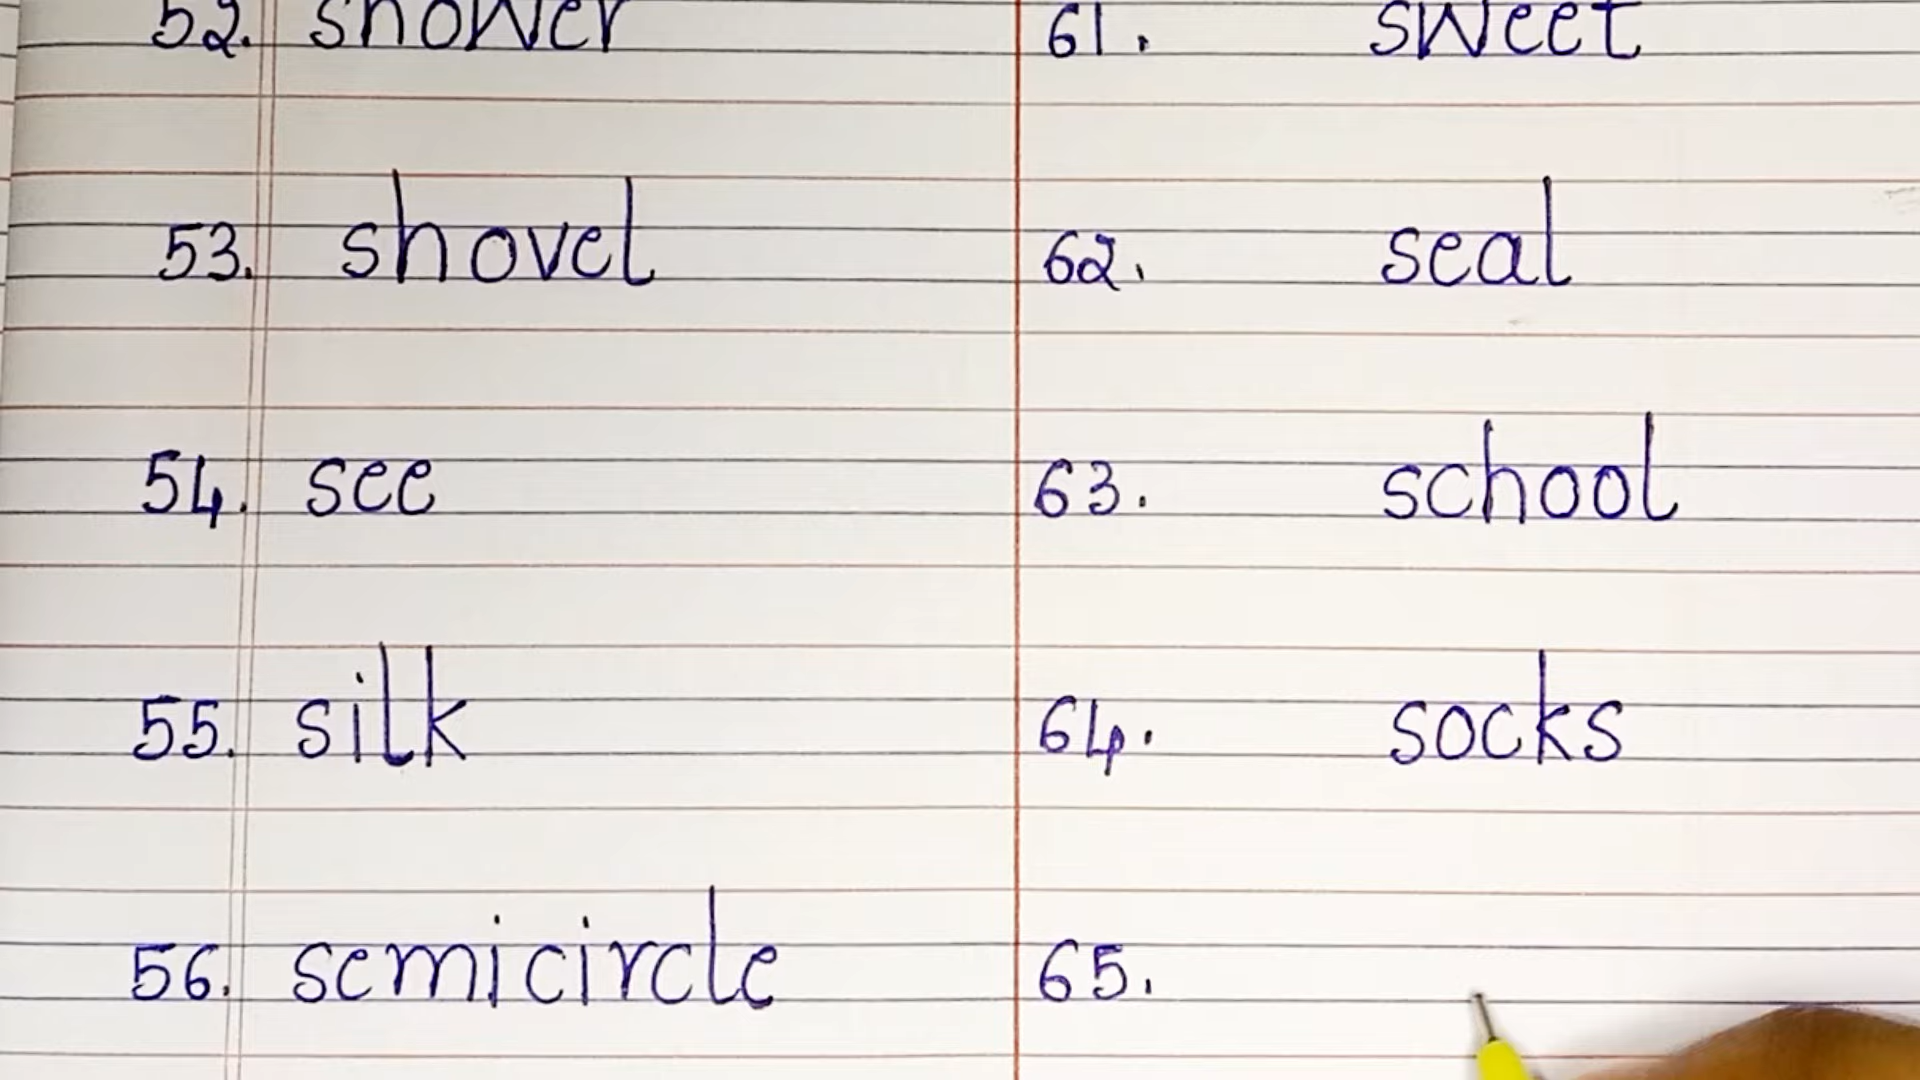 52. shower
53. shovel
54. see
55. silk
56. semicircle
61. sweet
62. seal
63. school
64. socks
65.